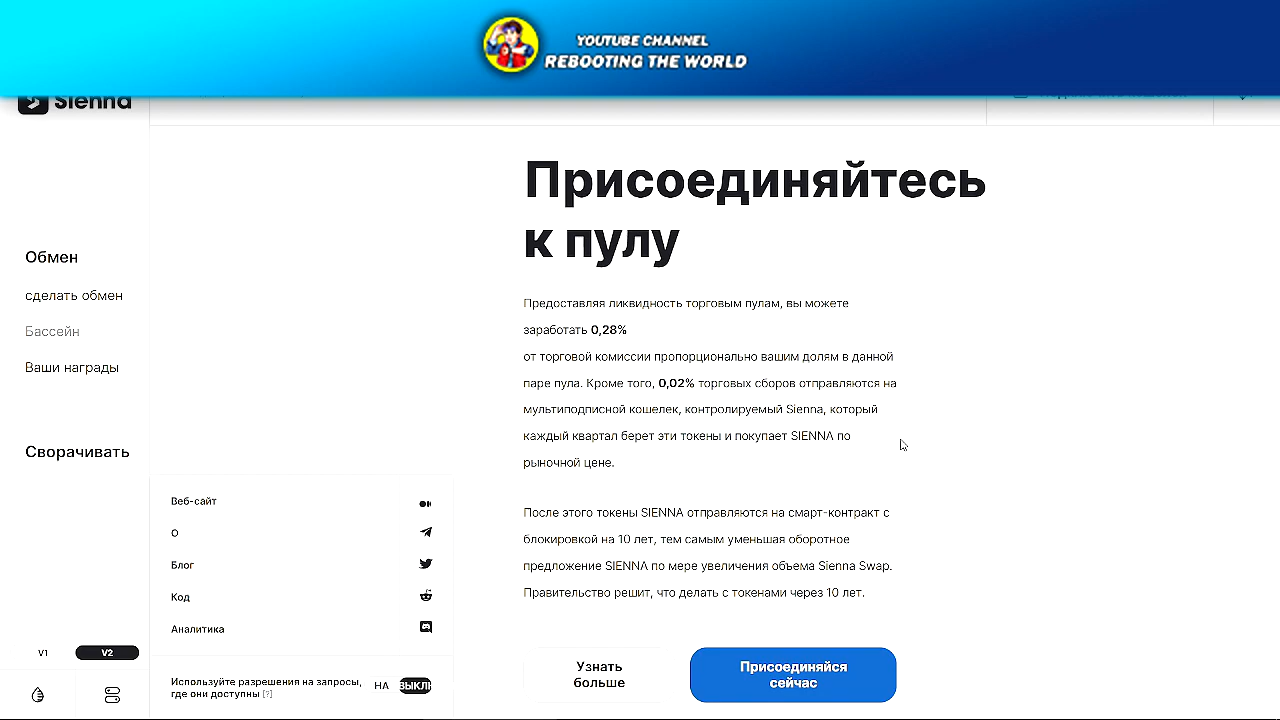 YOUTUBE CHANNEL
REBOOTING THE WORLD
Sienna
Обмен
сделать обмен
Бассейн
Ваши награды
Сворачивать
V1
V2
Присоединяйтесь
к пулу
Предоставляя ликвидность торговым пулам, вы можете
заработать 0,28%
от торговой комиссии пропорционально вашим долям в данной
паре пула. Кроме того, 0,02% торговых сборов отправляются на
мультиподписной кошелек, контролируемый Sienna, который
каждый квартал берет эти токены и покупает SIENNA по
рыночной цене.
После этого токены SIENNA отправляются на смарт-контракт с
блокировкой на 10 лет, тем самым уменьшая оборотное
предложение SIENNA по мере увеличения объема Sienna Swap.
Правительство решит, что делать с токенами через 10 лет.
Узнать
больше
Присоединяйся
сейчас
Веб-сайт
О
Блог
Код
Аналитика
Используйте разрешения на запросы,
где они доступны [?]
НА
ВЫКЛ